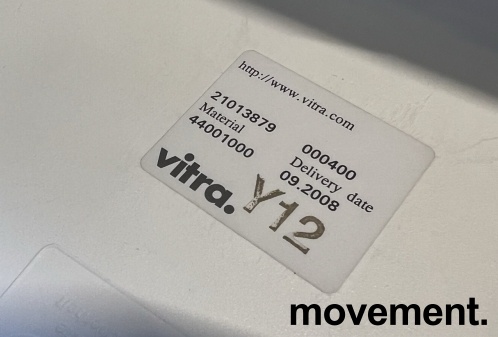 http://www.vitra.com
21013879 000400
Material Delivery date
44001000 09.2008
vitra. Y12
movement.